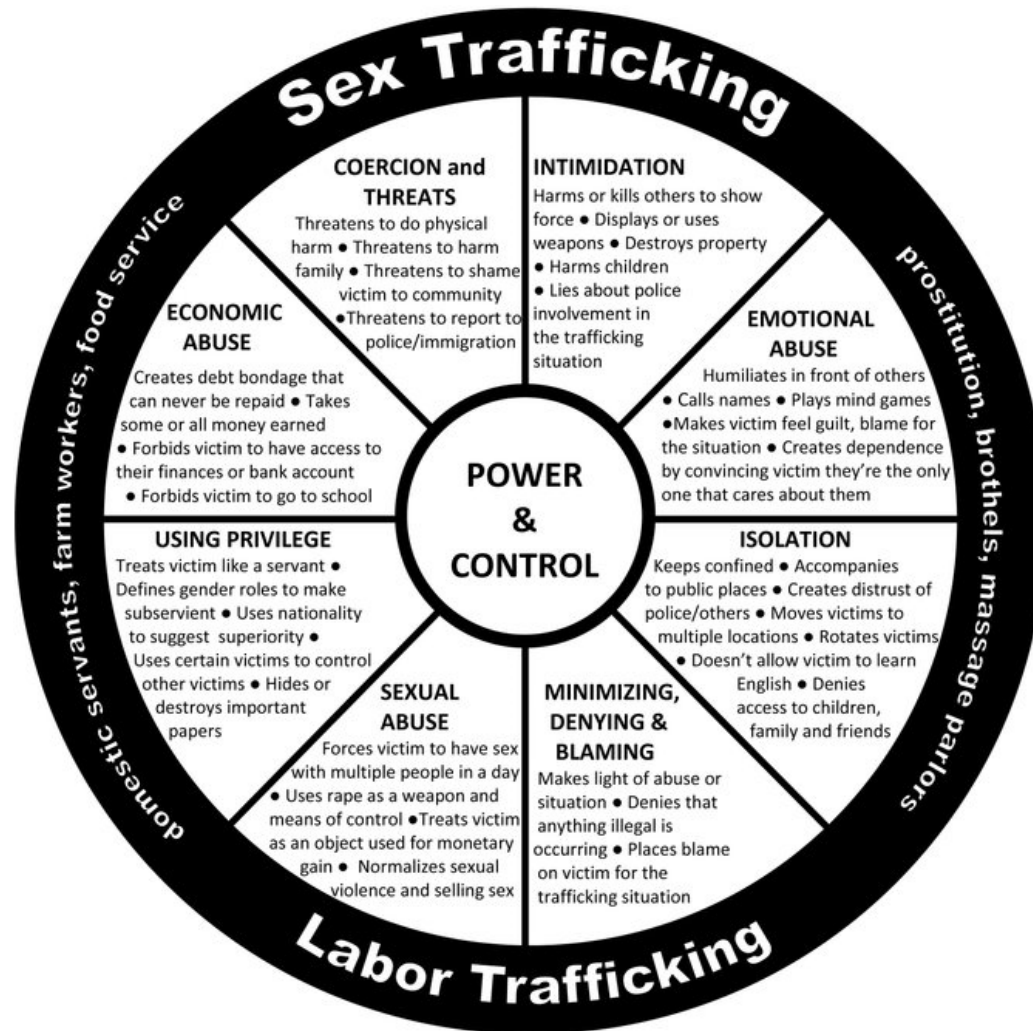 Sex Trafficking
COERCION and
THREATS
Threatens to do physical
harm ● Threatens to harm
family ● Threatens to shame
victim to community
●Threatens to report to
police/immigration
INTIMIDATION
Harms or kills others to show
force ● Displays or uses
weapons ● Destroys property
● Harms children
● Lies about police
involvement in
the trafficking
situation
EMOTIONAL
ABUSE
Humiliates in front of others
● Calls names ● Plays mind games
●Makes victim feel guilt, blame for
the situation ● Creates dependence
by convincing victim they're the only
one that cares about them
ISOLATION
Keeps confined ● Accompanies
to public places ● Creates distrust of
police/others ● Moves victims to
multiple locations ● Rotates victims
● Doesn't allow victim to learn
English ● Denies
access to children,
family and friends
MINIMIZING,
DENYING &
BLAMING
Makes light of abuse or
situation ● Denies that
anything illegal is
occurring ● Places blame
on victim for the
trafficking situation
SEXUAL
ABUSE
Forces victim to have sex
with multiple people in a day
● Uses rape as a weapon and
means of control ●Treats victim
as an object used for monetary
gain ● Normalizes sexual
violence and selling sex
USING PRIVILEGE
Treats victim like a servant ●
Defines gender roles to make
subservient ● Uses nationality
to suggest superiority ●
Uses certain victims to control
other victims ● Hides or
destroys important
papers
ECONOMIC
ABUSE
Creates debt bondage that
can never be repaid ● Takes
some or all money earned
● Forbids victim to have access to
their finances or bank account
● Forbids victim to go to school
POWER
&
CONTROL
domestic servants, farm workers, food service
prostitution, brothels, massage parlors
Labor Trafficking